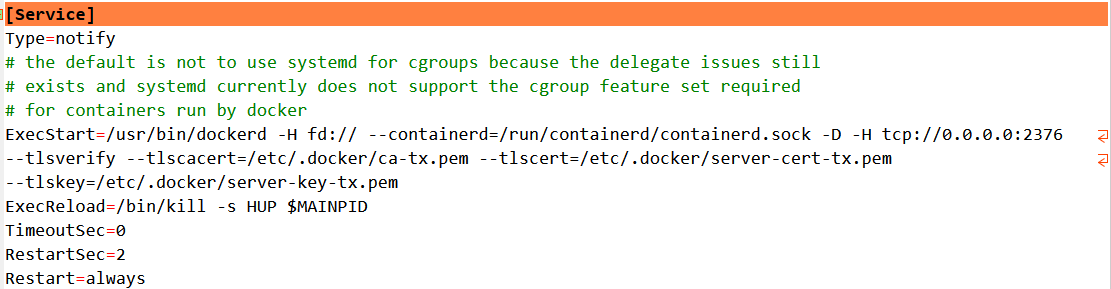 [Service]
Type=notify
# the default is not to use systemd for cgroups because the delegate issues still
# exists and systemd currently does not support the cgroup feature set required
# for containers run by docker
ExecStart=/usr/bin/dockerd -H fd:// --containerd=/run/containerd/containerd.sock -D -H tcp://0.0.0.0:2376
--tlsverify --tlscacert=/etc/.docker/ca-tx.pem --tlscert=/etc/.docker/server-cert-tx.pem
--tlskey=/etc/.docker/server-key-tx.pem
ExecReload=/bin/kill -s HUP $MAINPID
TimeoutSec=0
RestartSec=2
Restart=always